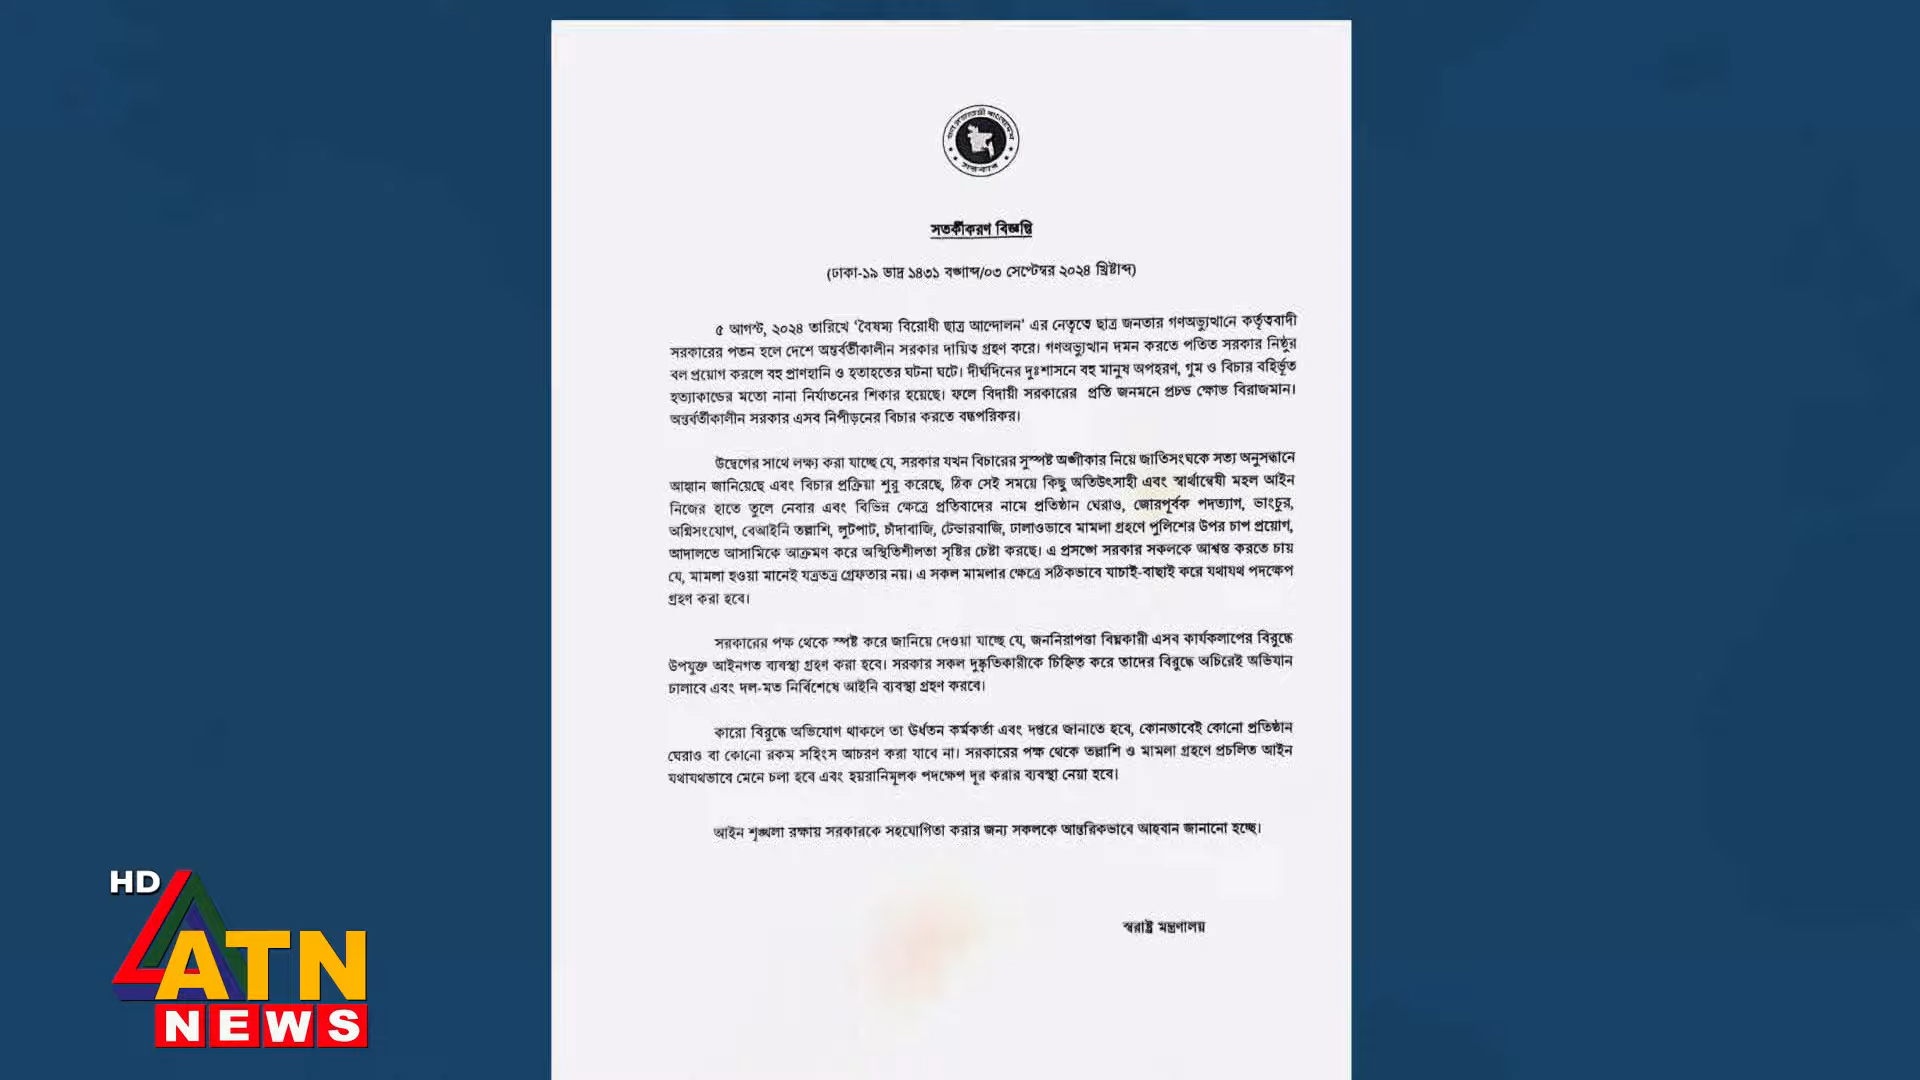 গণপ্রজাতন্ত্রী বাংলাদেশ
সরকার
সতর্কীকরণ বিজ্ঞপ্তি
(ঢাকা-১৯ ভাদ্র ১৪৩১ বঙ্গাব্দ/০৩ সেপ্টেম্বর ২০২৪ খ্রিষ্টাব্দ)
৫ আগস্ট, ২০২৪ তারিখে ‘বৈষম্য বিরোধী ছাত্র আন্দোলন’ এর নেতৃত্বে ছাত্র জনতার গণঅভ্যুত্থানে কর্তৃত্ববাদী
সরকারের পতন হলে দেশে অন্তর্বর্তীকালীন সরকার দায়িত্ব গ্রহণ করে। গণঅভ্যুত্থান দমন করতে পতিত সরকার নিষ্ঠুর
বল প্রয়োগ করলে বহু প্রাণহানি ও হতাহতের ঘটনা ঘটে। দীর্ঘদিনের দুঃশাসনে বহু মানুষ অপহরণ, গুম ও বিচার বহির্ভূত
হত্যাকান্ডের মতো নানা নির্যাতনের শিকার হয়েছে। ফলে বিদায়ী সরকারের প্রতি জনমনে প্রচন্ড ক্ষোভ বিরাজমান।
অন্তর্বর্তীকালীন সরকার এসব নিপীড়নের বিচার করতে বদ্ধপরিকর।
উদ্বেগের সাথে লক্ষ্য করা যাচ্ছে যে, সরকার যখন বিচারের সুস্পষ্ট অঙ্গীকার নিয়ে জাতিসংঘকে সত্য অনুসন্ধানে
আহ্বান জানিয়েছে এবং বিচার প্রক্রিয়া শুরু করেছে, ঠিক সেই সময়ে কিছু অতিউৎসাহী এবং স্বার্থান্বেষী মহল আইন
নিজের হাতে তুলে নেবার এবং বিভিন্ন ক্ষেত্রে প্রতিবাদের নামে প্রতিষ্ঠান ঘেরাও, জোরপূর্বক পদত্যাগ, ভাংচুর,
অগ্নিসংযোগ, বেআইনি তল্লাশি, লুটপাট, চাঁদাবাজি, টেন্ডারবাজি, ঢালাওভাবে মামলা গ্রহণে পুলিশের উপর চাপ প্রয়োগ,
আদালতে আসামিকে আক্রমণ করে অস্থিতিশীলতা সৃষ্টির চেষ্টা করছে। এ প্রসঙ্গে সরকার সকলকে আশ্বস্ত করতে চায়
যে, মামলা হওয়া মানেই যত্রতত্র গ্রেফতার নয়। এ সকল মামলার ক্ষেত্রে সঠিকভাবে যাচাই-বাছাই করে যথাযথ পদক্ষেপ
গ্রহণ করা হবে।
সরকারের পক্ষ থেকে স্পষ্ট করে জানিয়ে দেওয়া যাচ্ছে যে, জননিরাপত্তা বিঘ্নকারী এসব কার্যকলাপের বিরুদ্ধে
উপযুক্ত আইনগত ব্যবস্থা গ্রহণ করা হবে। সরকার সকল দুষ্কৃতিকারীকে চিহ্নিত করে তাদের বিরুদ্ধে অচিরেই অভিযান
চালাবে এবং দল-মত নির্বিশেষে আইনি ব্যবস্থা গ্রহণ করবে।
কারো বিরুদ্ধে অভিযোগ থাকলে তা ঊর্ধতন কর্মকর্তা এবং দপ্তরে জানাতে হবে, কোনভাবেই কোনো প্রতিষ্ঠান
ঘেরাও বা কোনো রকম সহিংস আচরণ করা যাবে না। সরকারের পক্ষ থেকে তল্লাশি ও মামলা গ্রহণে প্রচলিত আইন
যথাযথভাবে মেনে চলা হবে এবং হয়রানিমূলক পদক্ষেপ দূর করার ব্যবস্থা নেয়া হবে।
আইন শৃঙ্খলা রক্ষায় সরকারকে সহযোগিতা করার জন্য সকলকে আন্তরিকভাবে আহবান জানানো হচ্ছে।
স্বরাষ্ট্র মন্ত্রণালয়
HD
ATN
NEWS